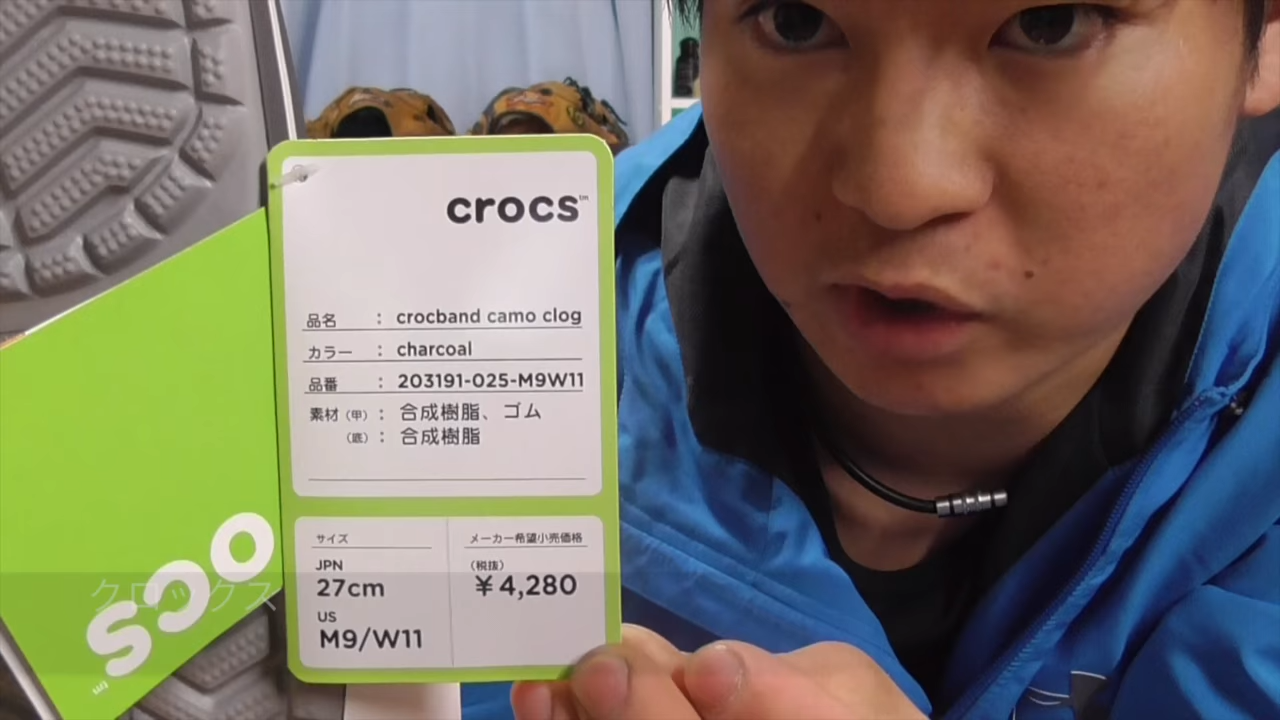 crocs™
品名 : crocband camo clog
カラー : charcoal
品番 : 203191-025-M9W11
素材（甲）: 合成樹脂、ゴム
（底）: 合成樹脂
サイズ
JPN
27cm
US
M9/W11
メーカー希望小売価格
（税抜）
￥4,280
クロックス
ocs™